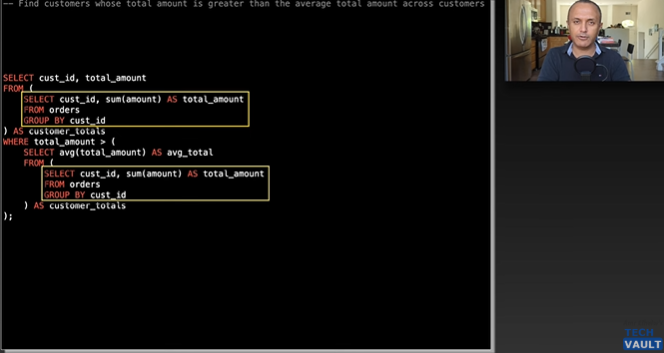 -- Find customers whose total amount is greater than the average total amount across customers
SELECT cust_id, total_amount
FROM (
SELECT cust_id, sum(amount) AS total_amount
FROM orders
GROUP BY cust_id
) AS customer_totals
WHERE total_amount > (
SELECT avg(total_amount) AS avg_total
FROM (
SELECT cust_id, sum(amount) AS total_amount
FROM orders
GROUP BY cust_id
) AS customer_totals
);
TECH
VAULT